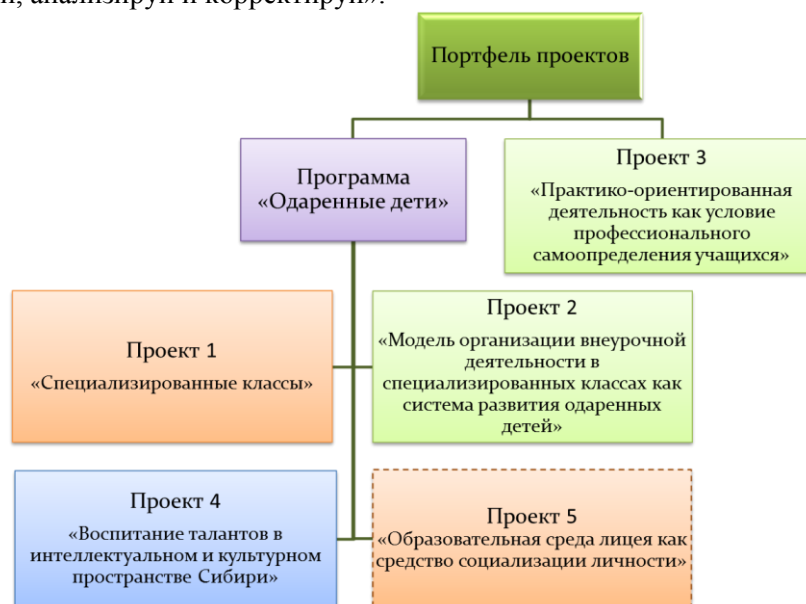 анализируй и корректируй».
Портфель проектов
Программа
«Одаренные дети»
Проект 3
«Практико-ориентированная
деятельность как условие
профессионального
самоопределения учащихся»
Проект 1
«Специализированные классы»
Проект 2
«Модель организации внеурочной
деятельности в
специализированных классах как
система развития одаренных
детей»
Проект 4
«Воспитание талантов в
интеллектуальном и культурном
пространстве Сибири»
Проект 5
«Образовательная среда лицея как
средство социализации личности»